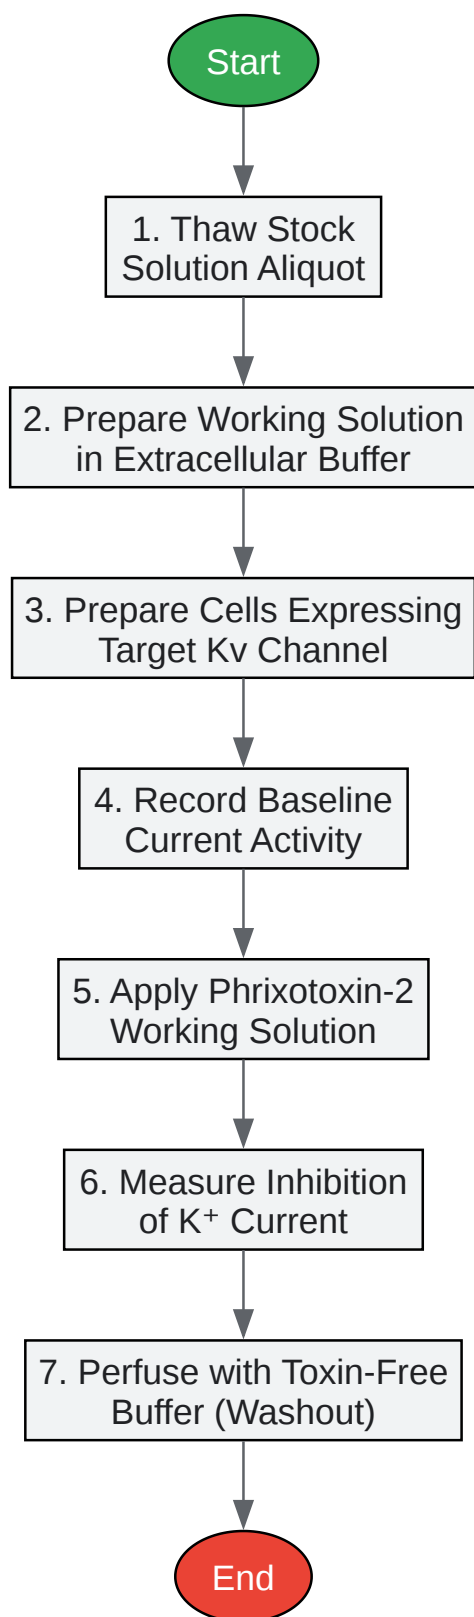 Start
1. Thaw Stock
Solution Aliquot
2. Prepare Working Solution
in Extracellular Buffer
3. Prepare Cells Expressing
Target Kv Channel
4. Record Baseline
Current Activity
5. Apply Phrixotoxin-2
Working Solution
6. Measure Inhibition
of K⁺ Current
7. Perfuse with Toxin-Free
Buffer (Washout)
End